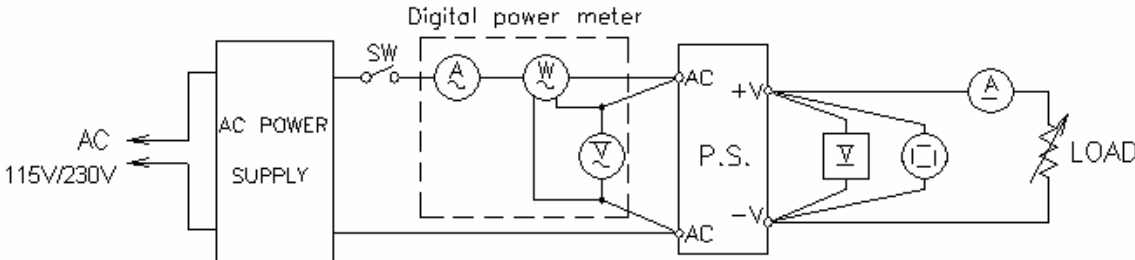 Digital power meter
SW
A
W
AC
+V
A
AC
115V/230V
AC POWER
SUPPLY
V
P.S.
V
LOAD
AC
-V